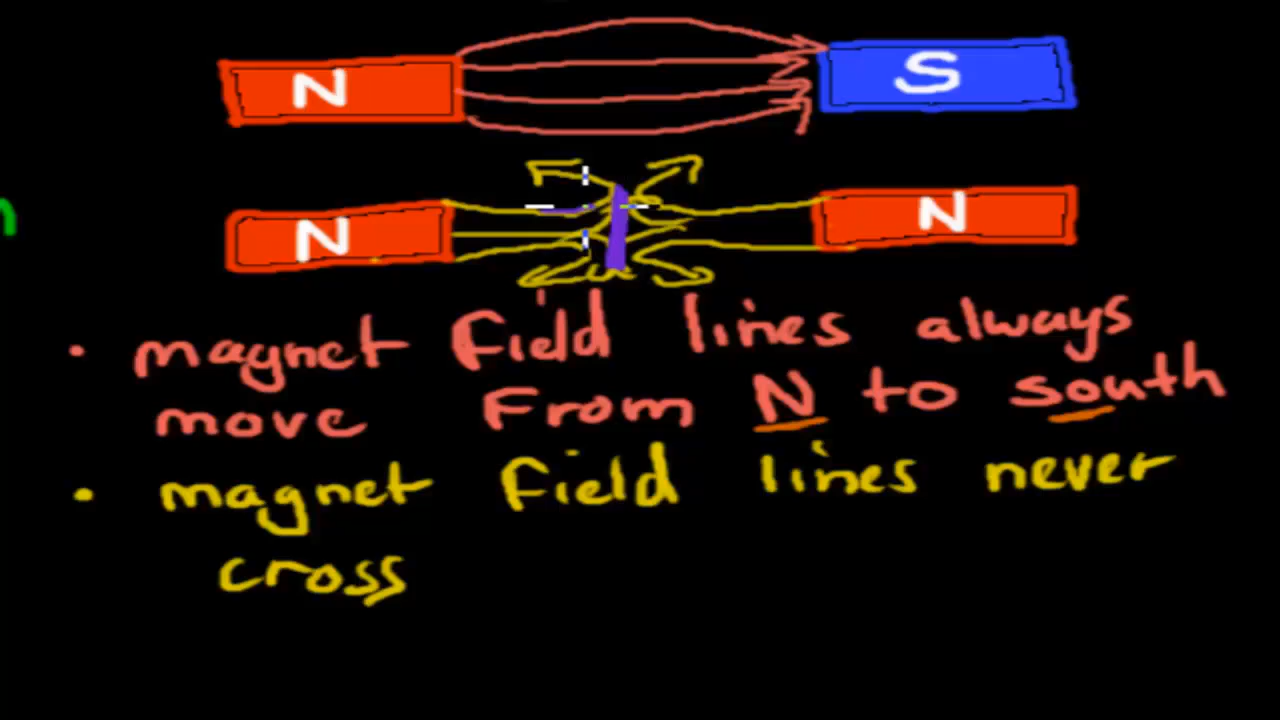 N S
N N
• magnet field lines always
move from N to south
• magnet field lines never
cross